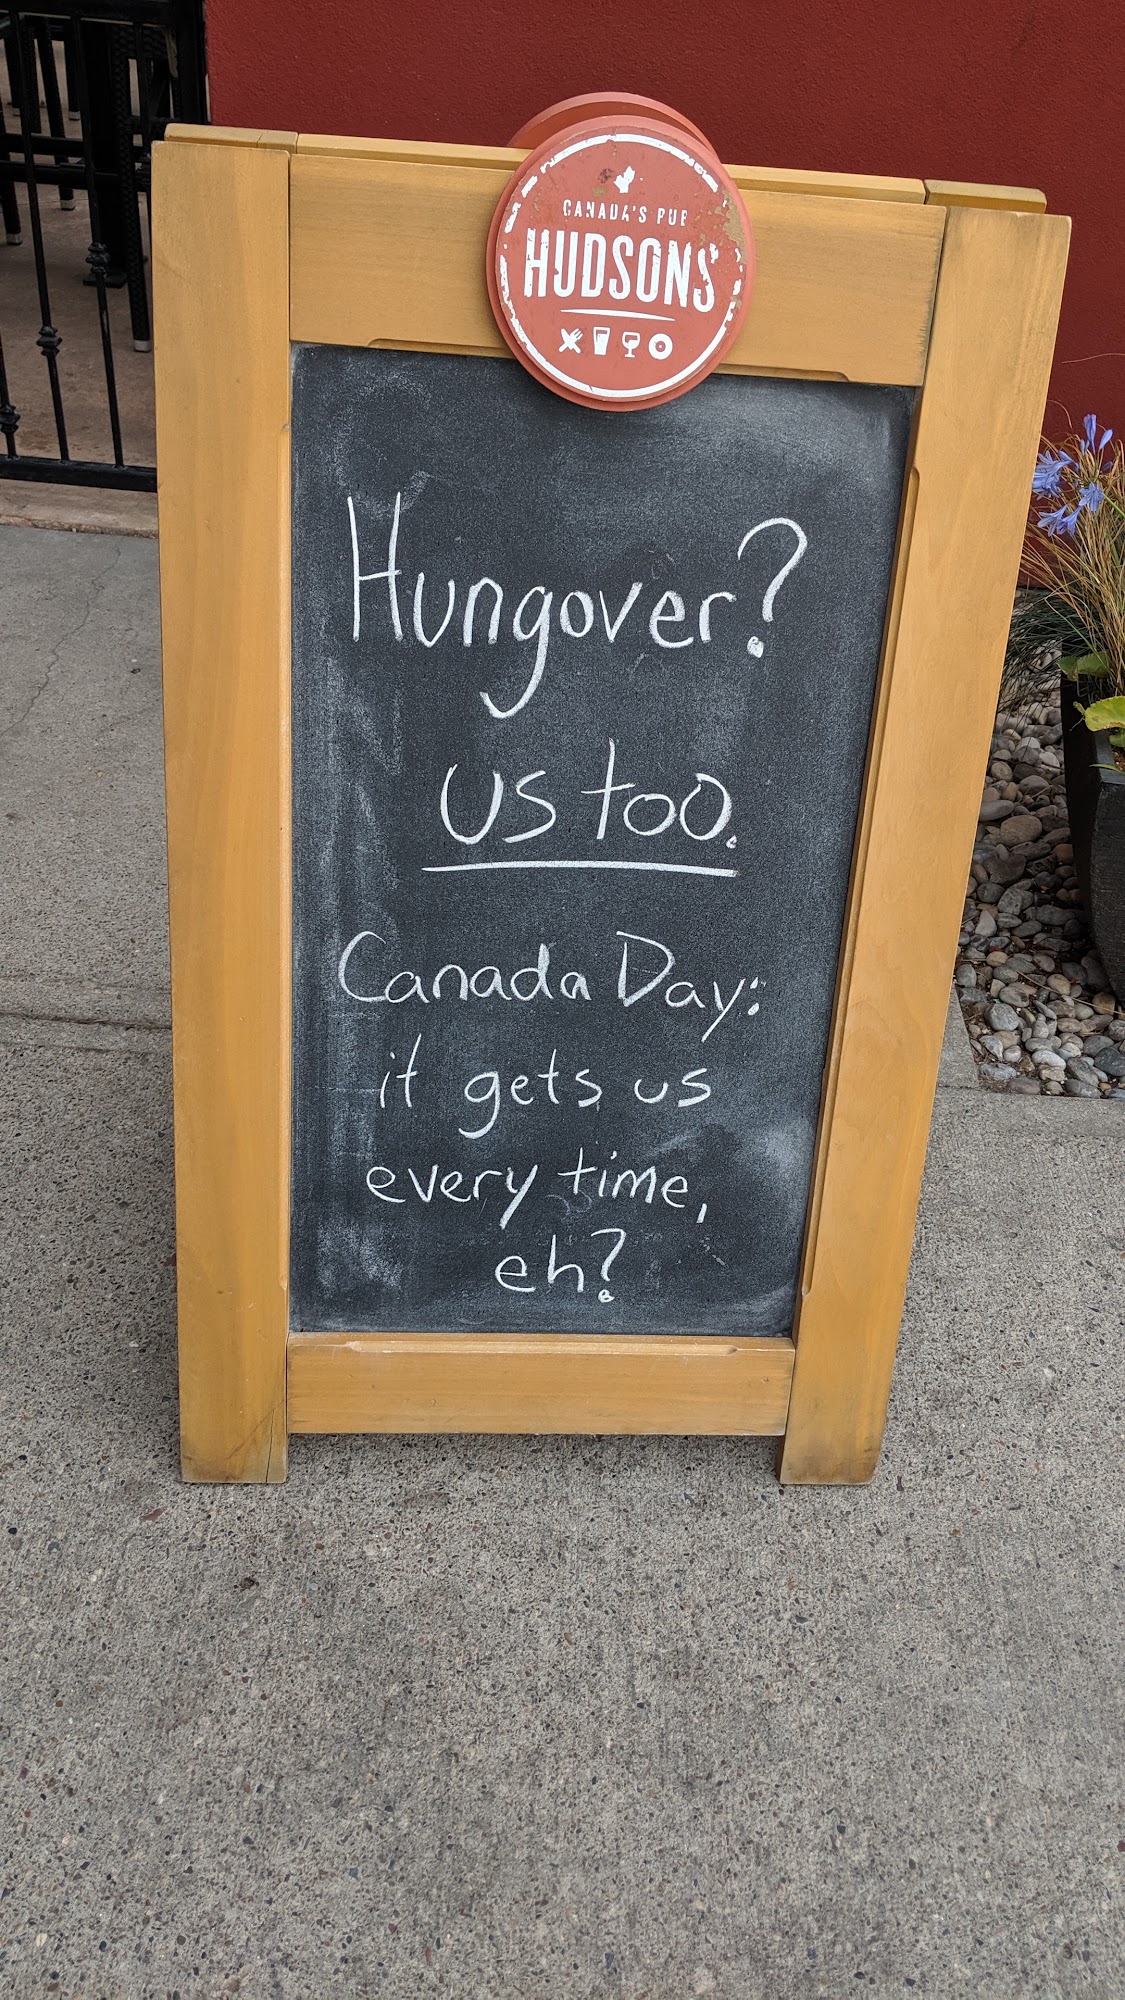 CANADA'S PUB
HUDSONS
Hungover?
us too.
Canada Day:
it gets us
every time,
eh?